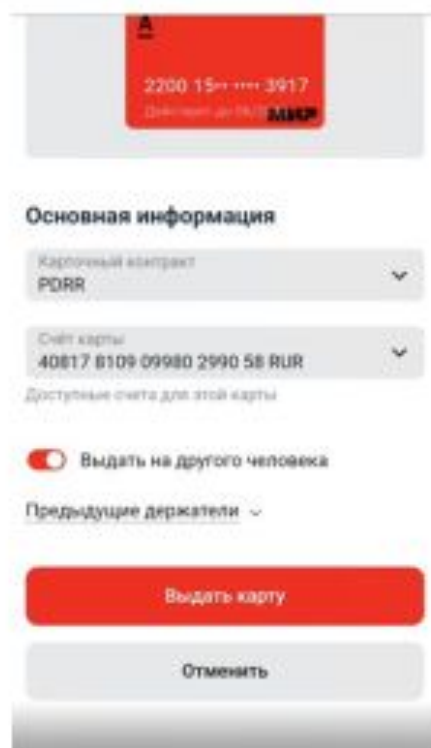 А
2200 15•• •••• 3917
МИР
Основная информация
Карточный контракт
PDRR
Счёт карты
40817 8109 09980 2990 58 RUR
Доступные счета для этой карты
Выдать на другого человека
Предыдущие держатели
Выдать карту
Отменить